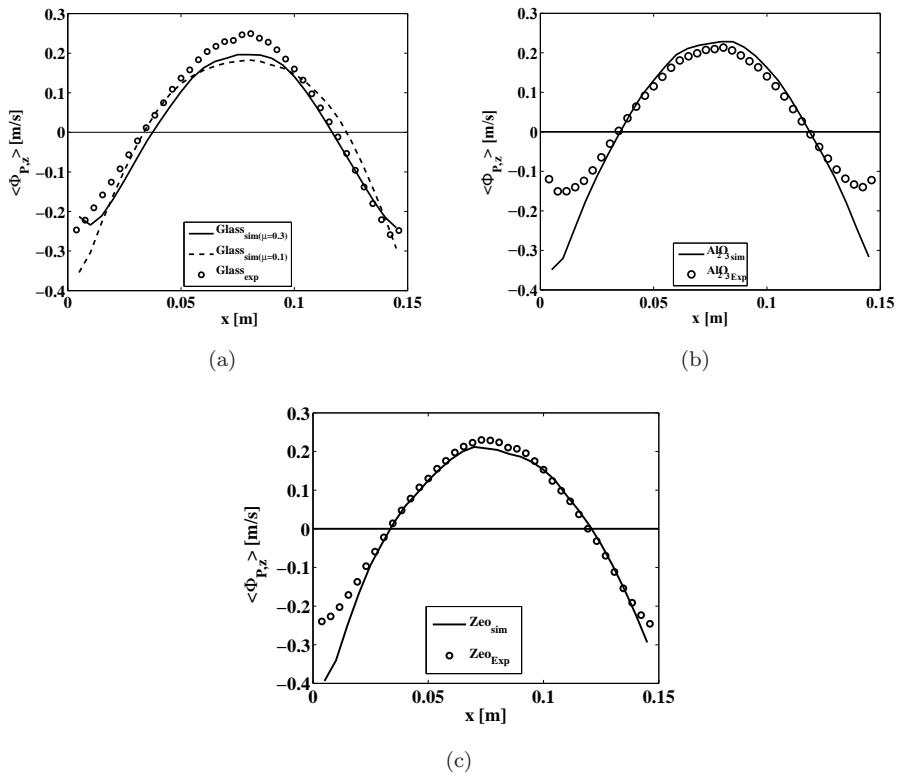 0.3
0.2
0.1
0
−0.1
−0.2
−0.3
−0.4
0
0.05
0.1
0.15
<Φ_P,z> [m/s]
x [m]
Glass_sim(μ=0.3)
Glass_sim(μ=0.1)
Glass_exp
(a)
0.3
0.2
0.1
0
−0.1
−0.2
−0.3
−0.4
0
0.05
0.1
0.15
<Φ_P,z> [m/s]
x [m]
Al_2O_3sim
Al_2O_3Exp
(b)
0.3
0.2
0.1
0
−0.1
−0.2
−0.3
−0.4
0
0.05
0.1
0.15
<Φ_P,z> [m/s]
x [m]
Zeo_sim
Zeo_Exp
(c)